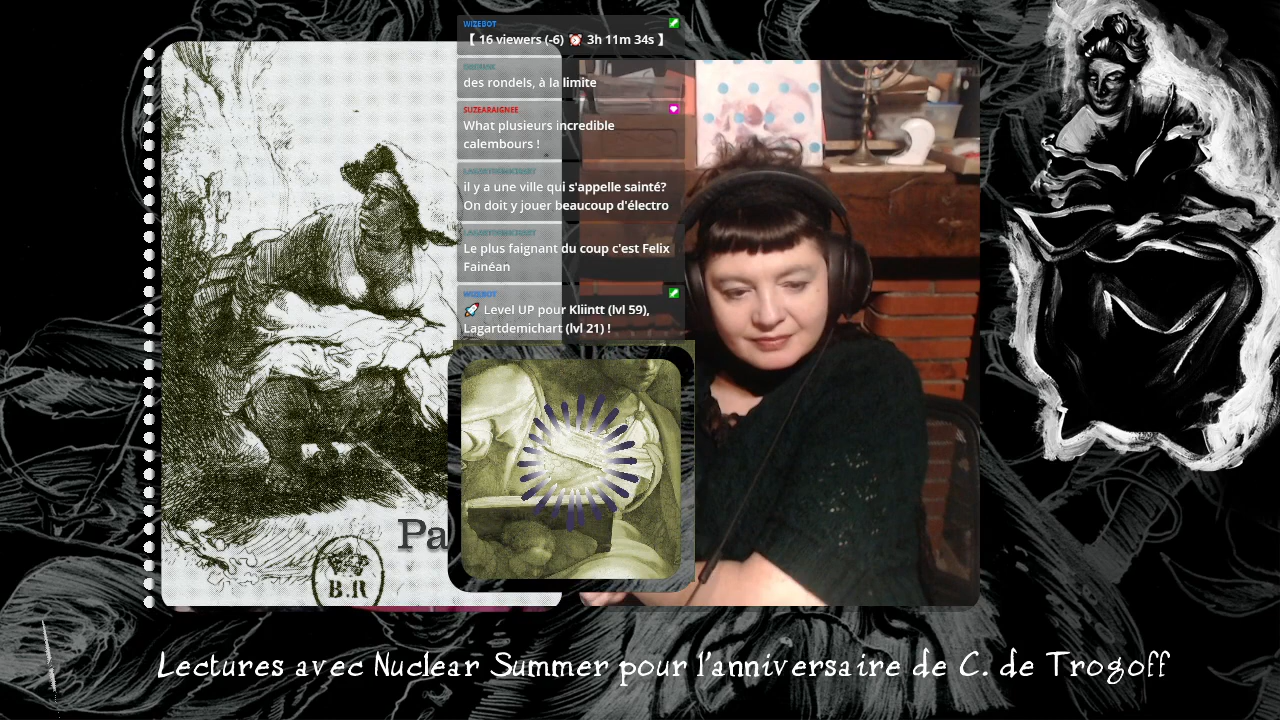 WIZEBOT
【 16 viewers (-6) ⏰ 3h 11m 34s 】
des rondels, à la limite
SUZEARAIGNEE
What plusieurs incredible
calembours !
LAGARTDEMICHART
il y a une ville qui s'appelle sainté?
On doit y jouer beaucoup d'électro
LAGARTDEMICHART
Le plus faignant du coup c'est Felix
Fainéan
WIZEBOT
🚀 Level UP pour Kliintt (lvl 59),
Lagartdemichart (lvl 21) !
Pa
B.R
Lectures avec Nuclear Summer pour l'anniversaire de C. de Trogoff